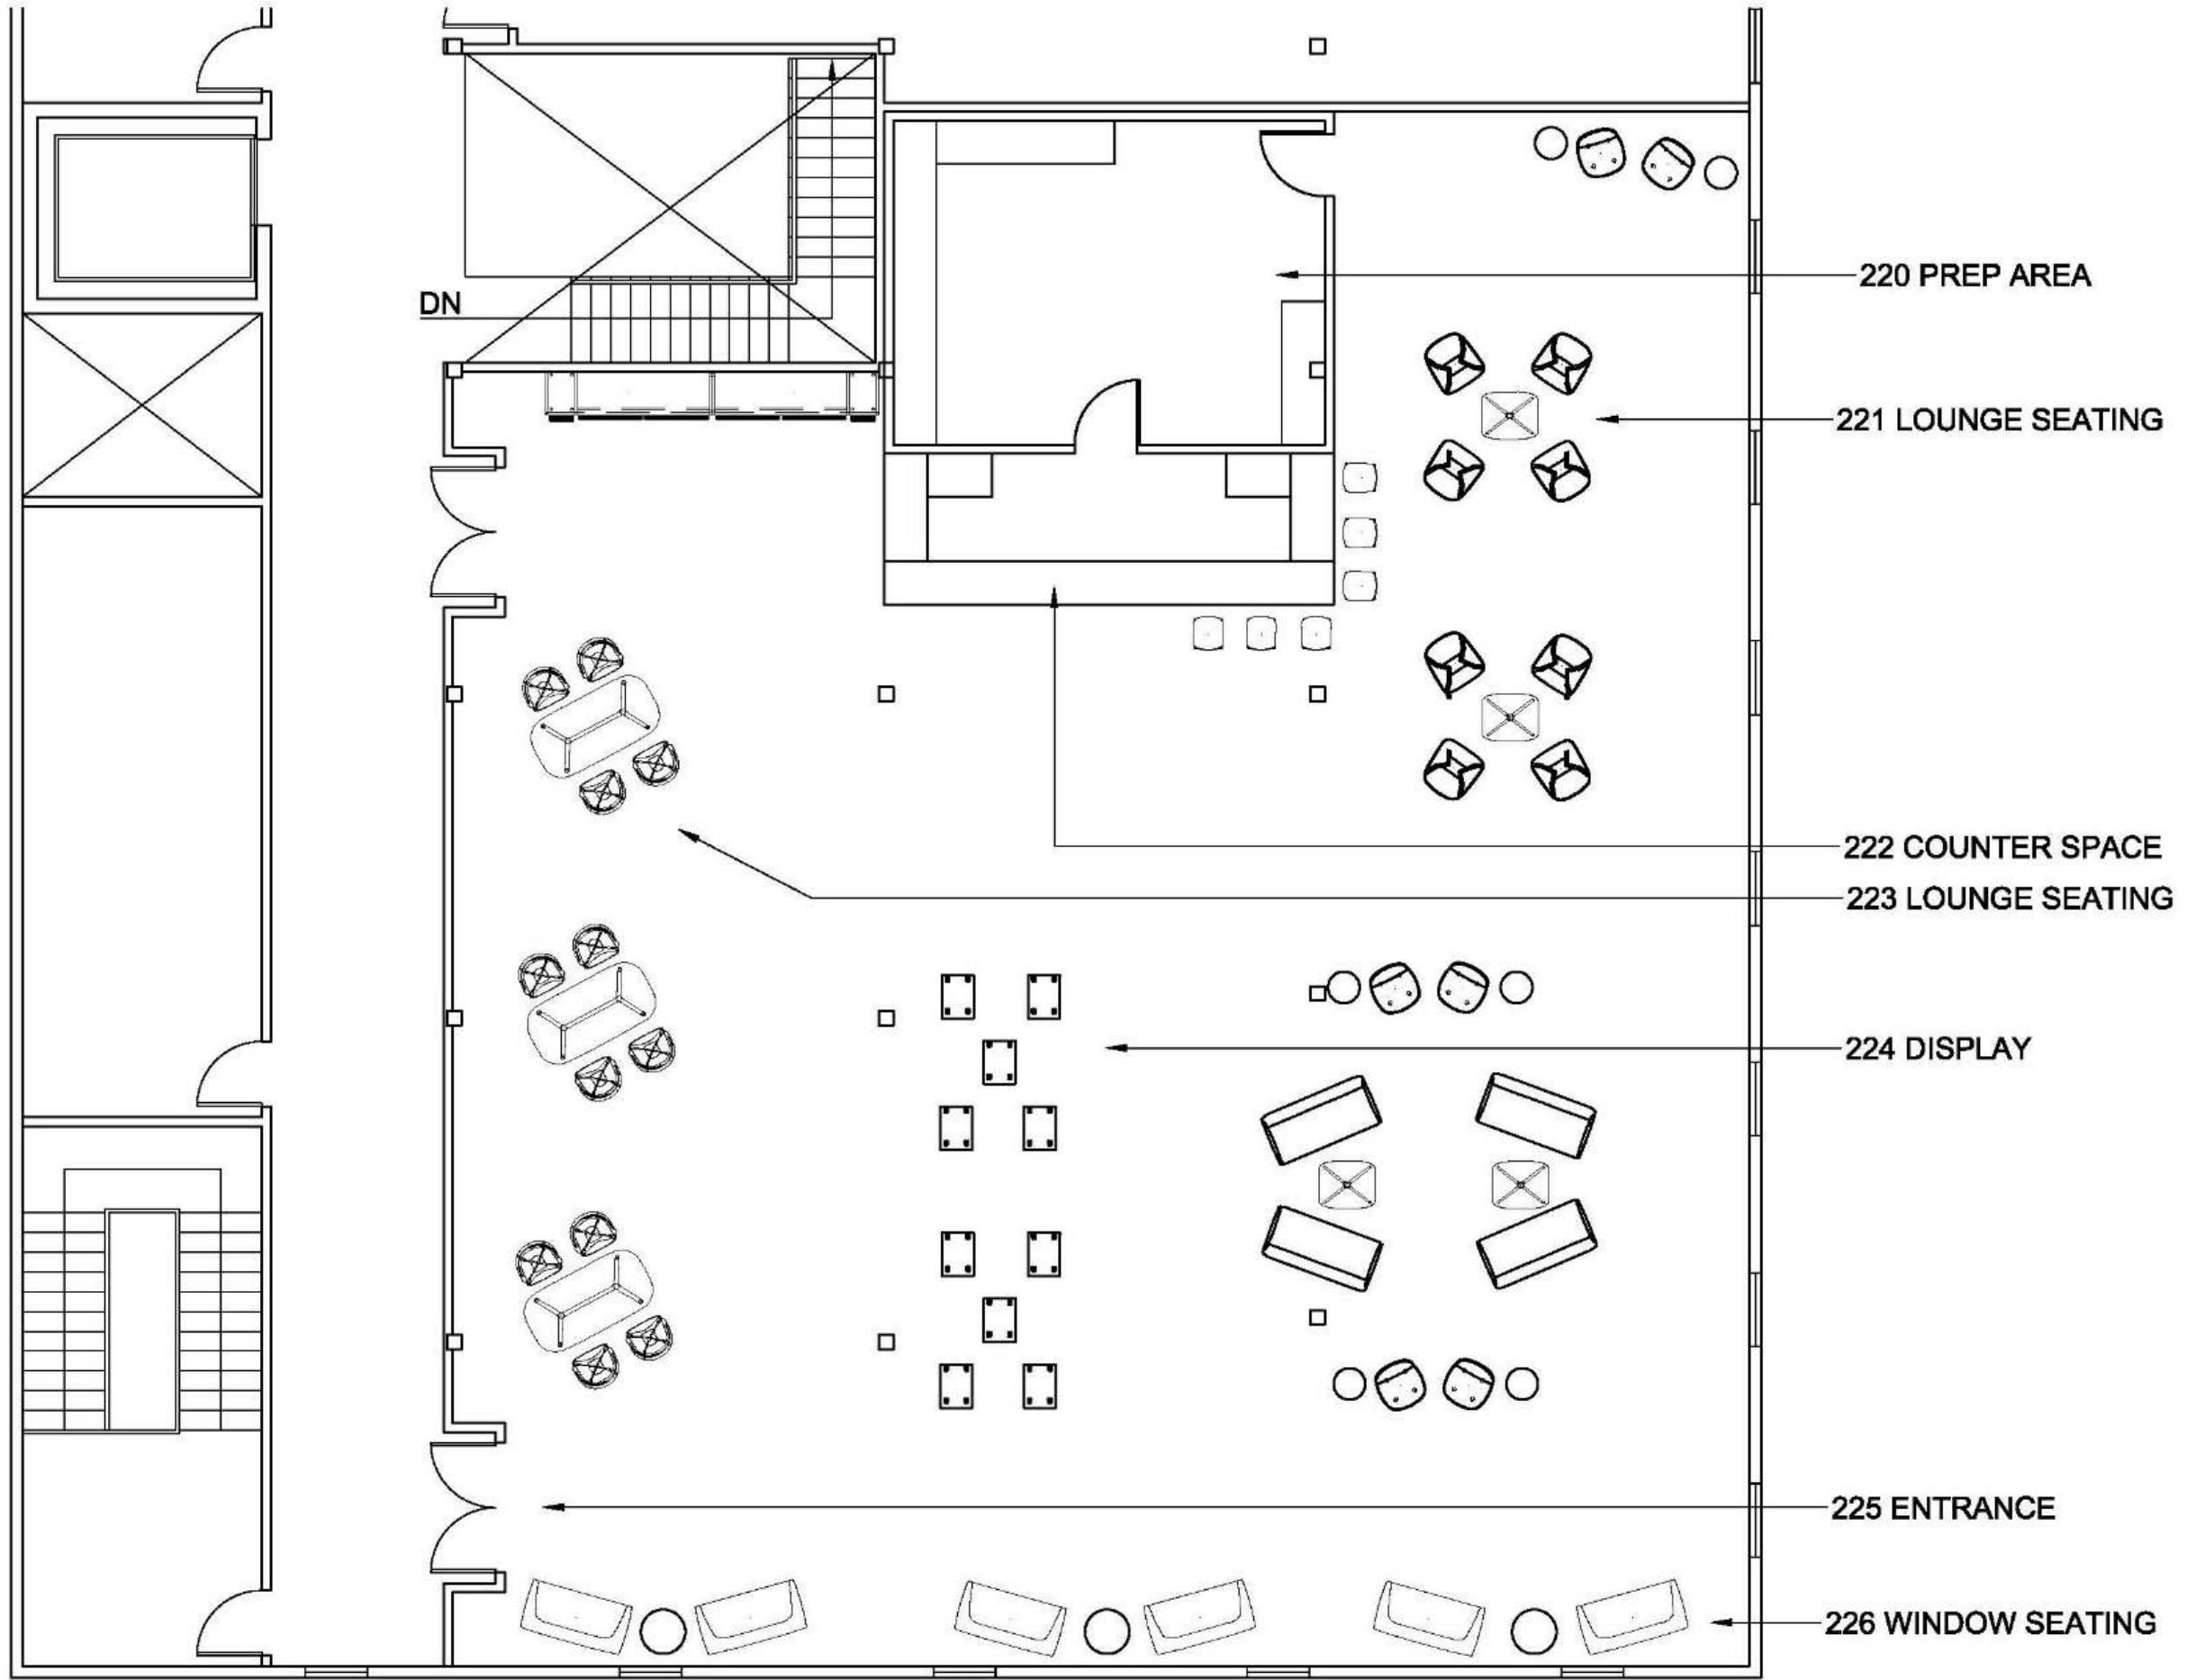 220 PREP AREA
DN
221 LOUNGE SEATING
222 COUNTER SPACE
223 LOUNGE SEATING
224 DISPLAY
225 ENTRANCE
226 WINDOW SEATING